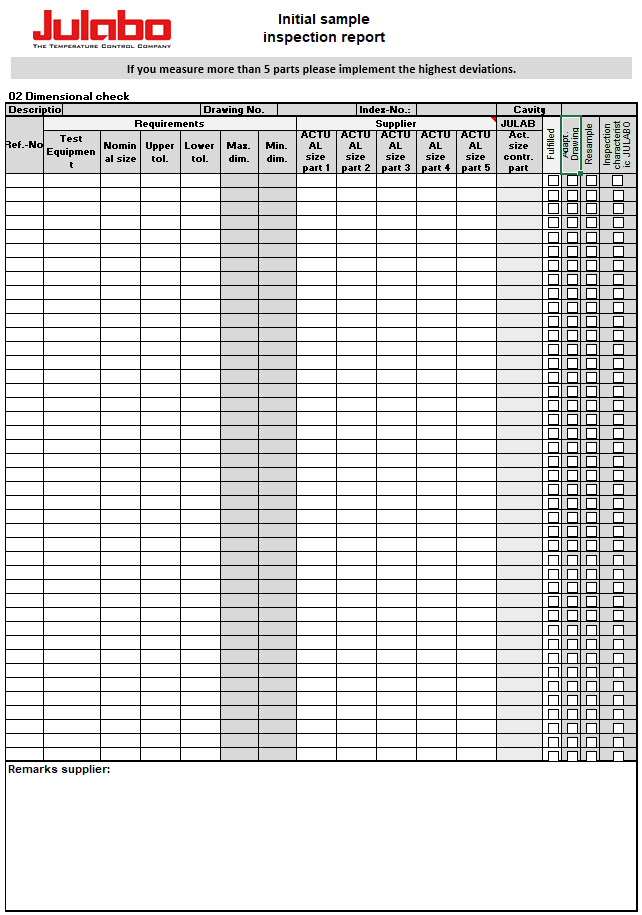 Julabo
THE TEMPERATURE CONTROL COMPANY
Initial sample
inspection report
If you measure more than 5 parts please implement the highest deviations.
02 Dimensional check
Descriptio Drawing No. Index-No.: Cavity
Requirements Supplier JULAB
Ref.-No
Test
Equipmen
t
Nomin
al size
Upper
tol.
Lower
tol.
Max.
dim.
Min.
dim.
ACTU
AL
size
part 1
ACTU
AL
size
part 2
ACTU
AL
size
part 3
ACTU
AL
size
part 4
ACTU
AL
size
part 5
Act.
size
contr.
part
Fulfilled
Adapt.
Drawing
Resample
Inspection
characterist
ic JULABO
Remarks supplier: